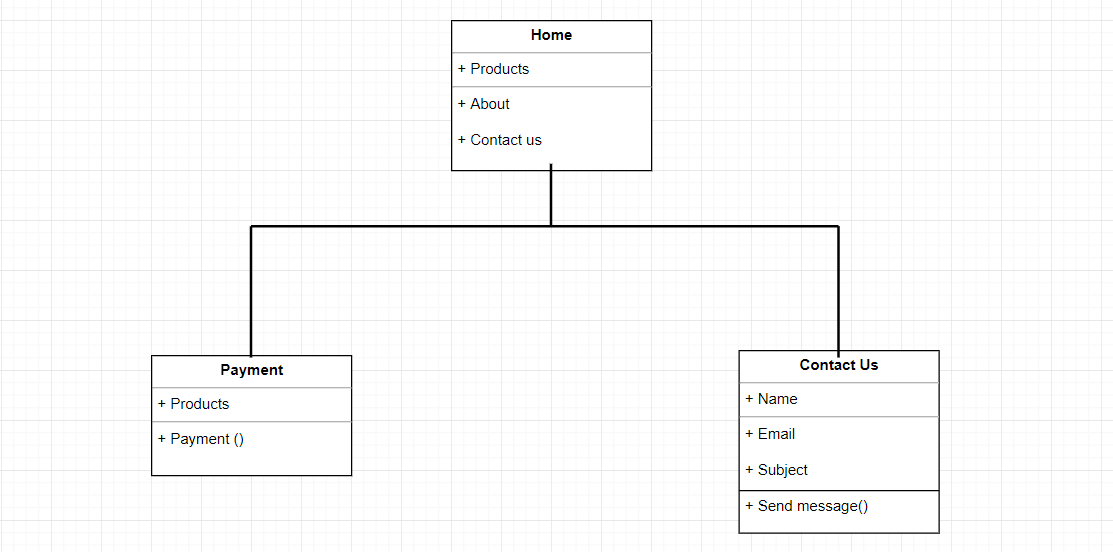 Home
+ Products
+ About
+ Contact us
Payment
+ Products
+ Payment ()
Contact Us
+ Name
+ Email
+ Subject
+ Send message()